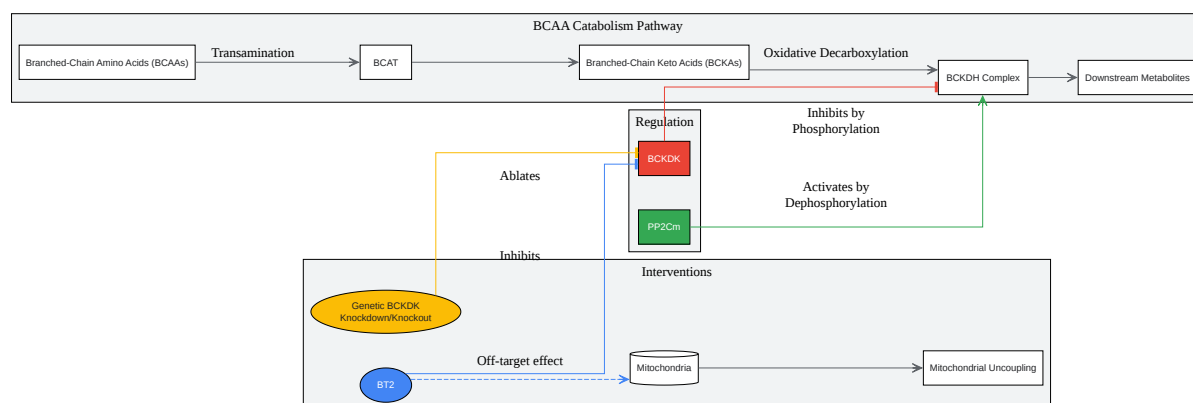 BCAA Catabolism Pathway
Branched-Chain Amino Acids (BCAAs)
Transamination
BCAT
Branched-Chain Keto Acids (BCKAs)
Oxidative Decarboxylation
BCKDH Complex
Downstream Metabolites
Inhibits by
Phosphorylation
Regulation
BCKDK
Ablates
Activates by
Dephosphorylation
PP2Cm
Inhibits
Interventions
Genetic BCKDK
Knockdown/Knockout
Off-target effect
BT2
Mitochondria
Mitochondrial Uncoupling